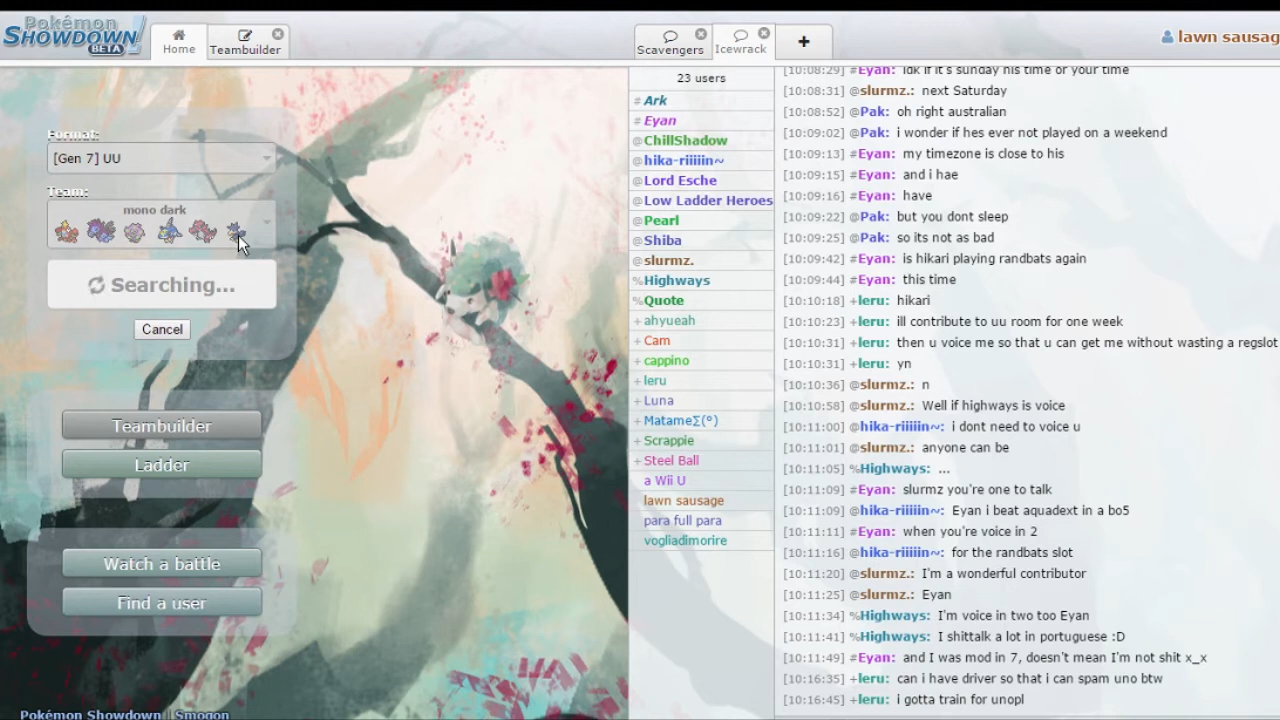 Pokémon
SHOWDOWN!
BETA
Home
Teambuilder
Scavengers
Icewrack
+
lawn sausag
Format:
[Gen 7] UU
Team:
mono dark
Searching...
Cancel
Teambuilder
Ladder
Watch a battle
Find a user
Pokémon Showdown | Smogon
23 users
# Ark
# Eyan
@ ChillShadow
@ hika-riiiiin~
@ Lord Esche
@ Low Ladder Heroes
@ Pearl
@ Shiba
@ slurmz.
% Highways
% Quote
+ ahyueah
+ Cam
+ cappino
+ leru
+ Luna
+ Matame∑(°)
+ Scrappie
+ Steel Ball
a Wii U
lawn sausage
para full para
vogliadimorire
[10:08:29] #Eyan: idk if it's sunday his time or your time
[10:08:31] @slurmz.: next Saturday
[10:08:52] @Pak: oh right australian
[10:09:02] @Pak: i wonder if hes ever not played on a weekend
[10:09:13] #Eyan: my timezone is close to his
[10:09:15] #Eyan: and i hae
[10:09:16] #Eyan: have
[10:09:22] @Pak: but you dont sleep
[10:09:25] @Pak: so its not as bad
[10:09:42] #Eyan: is hikari playing randbats again
[10:09:44] #Eyan: this time
[10:10:18] +leru: hikari
[10:10:23] +leru: ill contribute to uu room for one week
[10:10:31] +leru: then u voice me so that u can get me without wasting a regslot
[10:10:31] +leru: yn
[10:10:36] @slurmz.: n
[10:10:58] @slurmz.: Well if highways is voice
[10:11:00] @hika-riiiiin~: i dont need to voice u
[10:11:01] @slurmz.: anyone can be
[10:11:05] %Highways: ...
[10:11:09] #Eyan: slurmz you're one to talk
[10:11:09] @hika-riiiiin~: Eyan i beat aquadext in a bo5
[10:11:11] #Eyan: when you're voice in 2
[10:11:16] @hika-riiiiin~: for the randbats slot
[10:11:20] @slurmz.: I'm a wonderful contributor
[10:11:25] @slurmz.: Eyan
[10:11:34] %Highways: I'm voice in two too Eyan
[10:11:41] %Highways: I shittalk a lot in portuguese :D
[10:11:49] #Eyan: and I was mod in 7, doesn't mean I'm not shit x_x
[10:16:35] +leru: can i have driver so that i can spam uno btw
[10:16:45] +leru: i gotta train for unopl